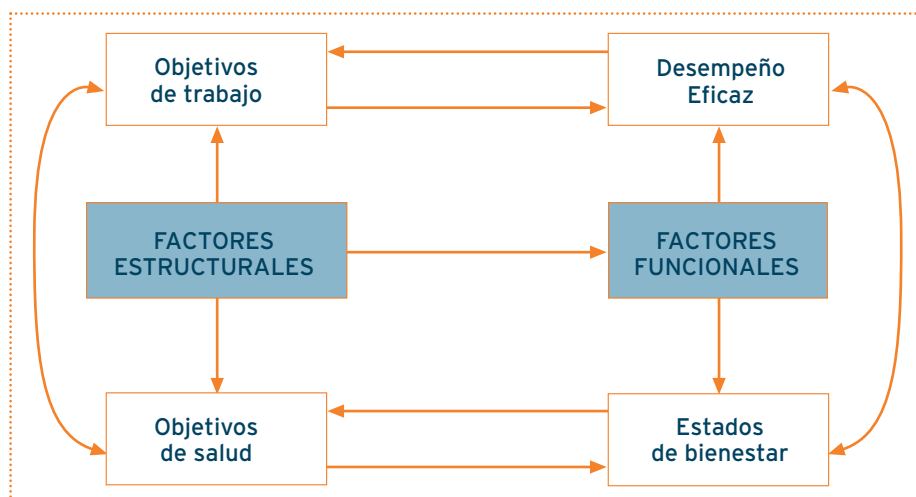 Objetivos
de trabajo
Desempeño
Eficaz
FACTORES
ESTRUCTURALES
FACTORES
FUNCIONALES
Objetivos
de salud
Estados
de bienestar